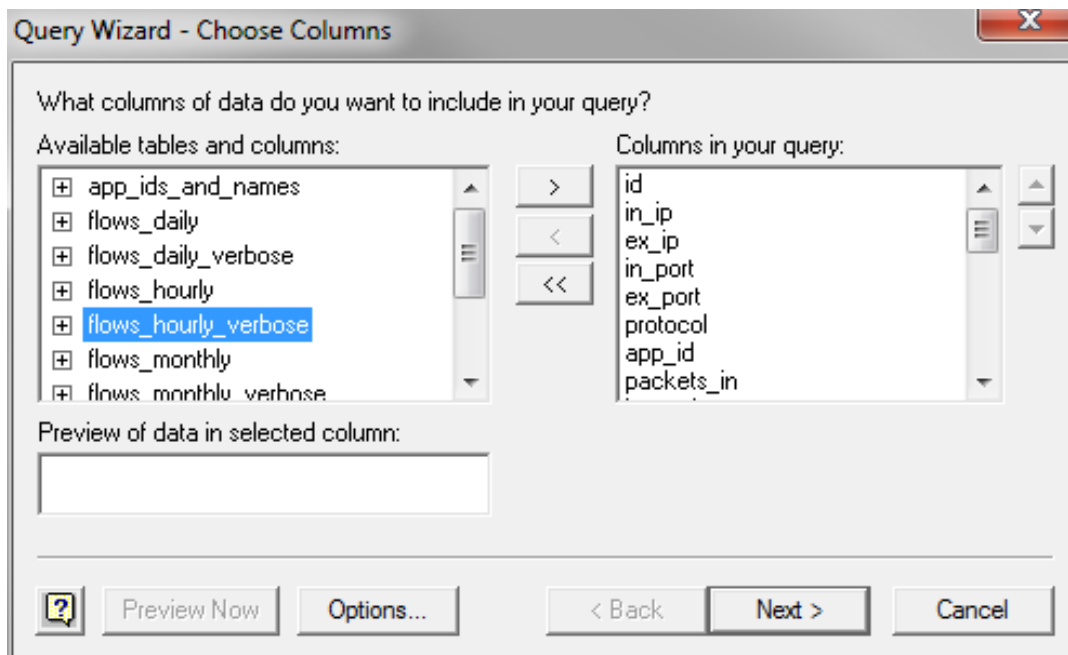 Query Wizard - Choose Columns
X
What columns of data do you want to include in your query?
Available tables and columns:
Columns in your query:
app_ids_and_names
flows_daily
flows_daily_verbose
flows_hourly
flows_hourly_verbose
flows_monthly
flows_monthly_verbose
>
<
<<
id
in_ip
ex_ip
in_port
ex_port
protocol
app_id
packets_in
Preview of data in selected column:
? Preview Now Options... < Back Next > Cancel